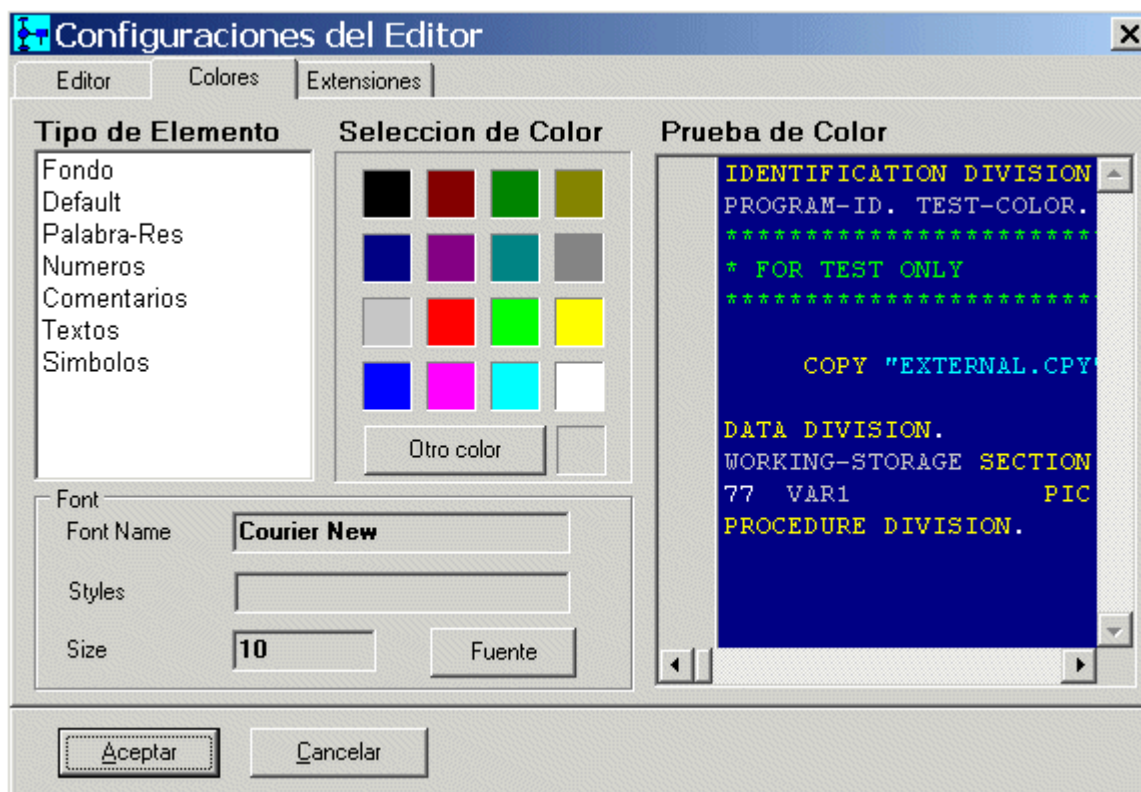 Configuraciones del Editor
Editor
Colores
Extensiones
Tipo de Elemento
Fondo
Default
Palabra-Res
Numeros
Comentarios
Textos
Simbolos
Seleccion de Color
Otro color
Prueba de Color
IDENTIFICATION DIVISION
PROGRAM-ID. TEST-COLOR.
************************
* FOR TEST ONLY
************************
COPY "EXTERNAL.CPY"
DATA DIVISION.
WORKING-STORAGE SECTION
77 VAR1 PIC
PROCEDURE DIVISION.
Font
Font Name
Courier New
Styles
Size
10
Fuente
Aceptar
Cancelar